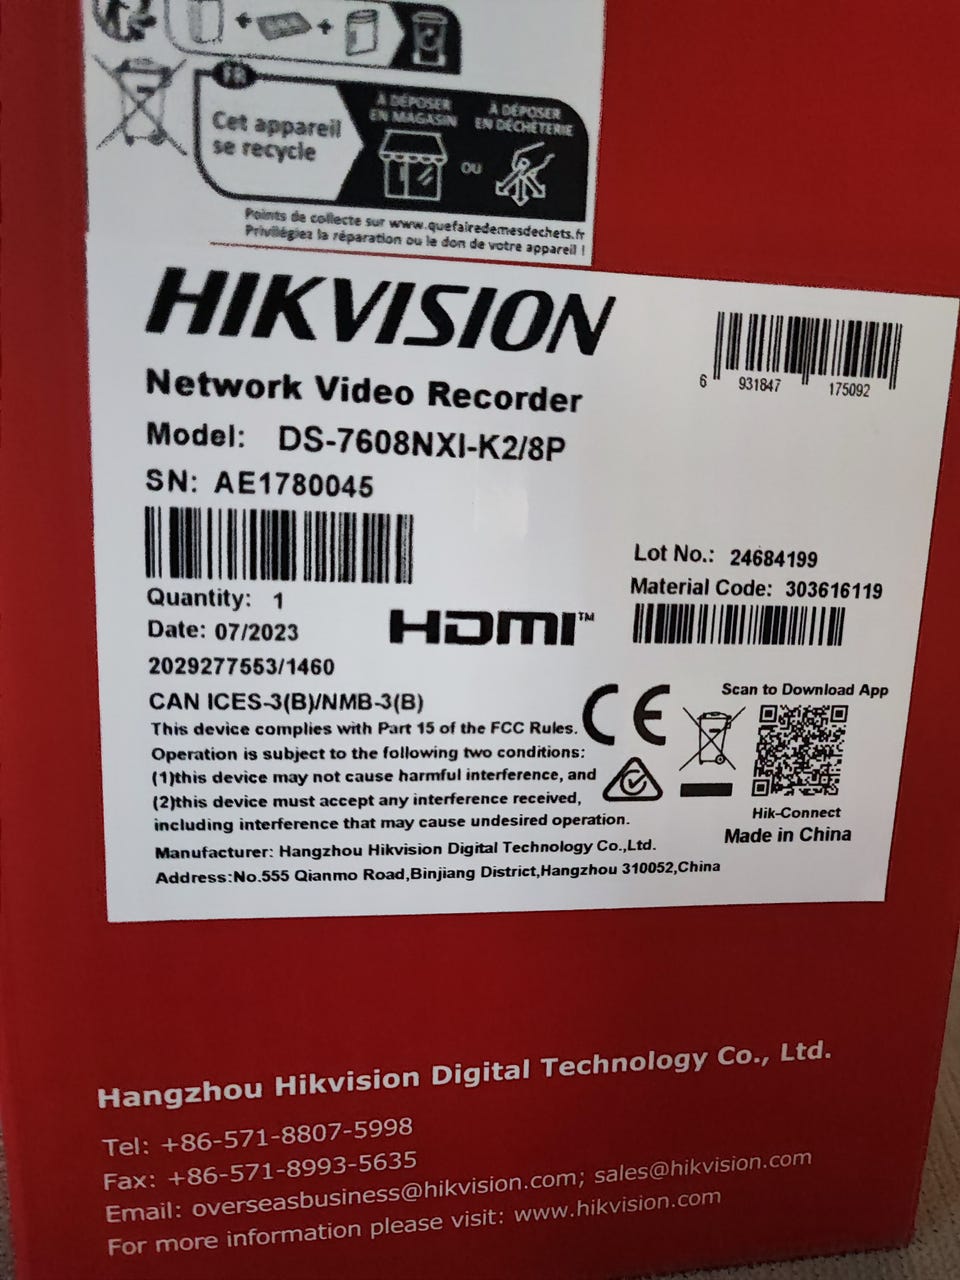 FR
Cet appareil
se recycle
À DÉPOSER
EN MAGASIN
OU
À DÉPOSER
EN DÉCHÈTERIE
Points de collecte sur www.quefairedemesdechets.fr
Privilégiez la réparation ou le don de votre appareil !
HIKVISION
6 931847 175092
Network Video Recorder
Model: DS-7608NXI-K2/8P
SN: AE1780045
Quantity: 1
Date: 07/2023
2029277553/1460
HDMI™
Lot No.: 24684199
Material Code: 303616119
CAN ICES-3(B)/NMB-3(B)
This device complies with Part 15 of the FCC Rules.
Operation is subject to the following two conditions:
(1)this device may not cause harmful interference, and
(2)this device must accept any interference received,
including interference that may cause undesired operation.
Manufacturer: Hangzhou Hikvision Digital Technology Co.,Ltd.
Address:No.555 Qianmo Road,Binjiang District,Hangzhou 310052,China
CE
Scan to Download App
Hik-Connect
Made in China
Hangzhou Hikvision Digital Technology Co., Ltd.
Tel: +86-571-8807-5998
Fax: +86-571-8993-5635
Email: overseasbusiness@hikvision.com; sales@hikvision.com
For more information please visit: www.hikvision.com